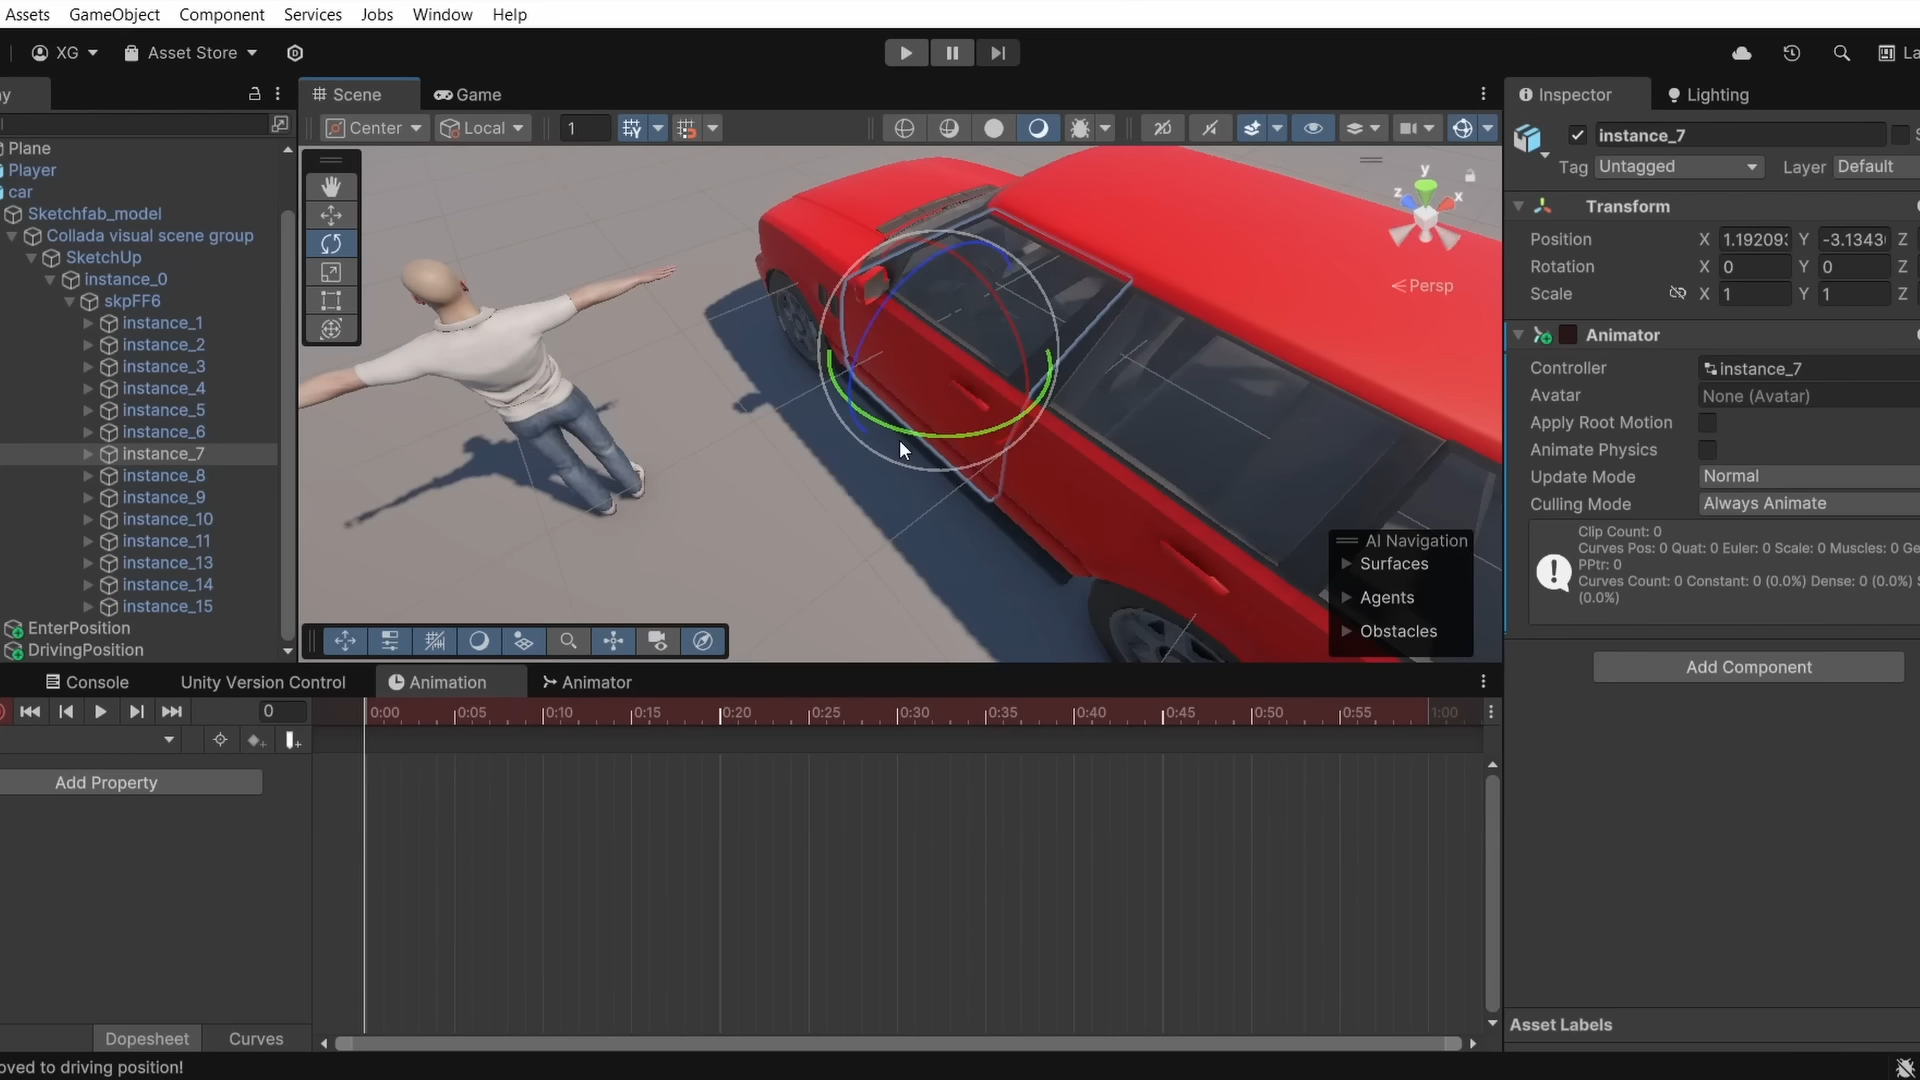 Assets GameObject Component Services Jobs Window Help
XG Asset Store La
y Scene Game Inspector Lighting
Center Local 1 2D
instance_7 S
Tag Untagged Layer Default
Plane
Player
car
Sketchfab_model
Collada visual scene group
SketchUp
instance_0
skpFF6
instance_1
instance_2
instance_3
instance_4
instance_5
instance_6
instance_7
instance_8
instance_9
instance_10
instance_11
instance_13
instance_14
instance_15
EnterPosition
DrivingPosition
y
z x
Persp
AI Navigation
Surfaces
Agents
Obstacles
Transform
Position X 1.19209 Y -3.1343 Z
Rotation X 0 Y 0 Z
Scale X 1 Y 1 Z
Animator
Controller instance_7
Avatar None (Avatar)
Apply Root Motion
Animate Physics
Update Mode Normal
Culling Mode Always Animate
Clip Count: 0
Curves Pos: 0 Quat: 0 Euler: 0 Scale: 0 Muscles: 0 Ge
PPtr: 0
Curves Count: 0 Constant: 0 (0.0%) Dense: 0 (0.0%) S
(0.0%)
Add Component
Console Unity Version Control Animation Animator
0 0:00 0:05 0:10 0:15 0:20 0:25 0:30 0:35 0:40 0:45 0:50 0:55 1:00
Add Property
Dopesheet Curves
Asset Labels
oved to driving position!